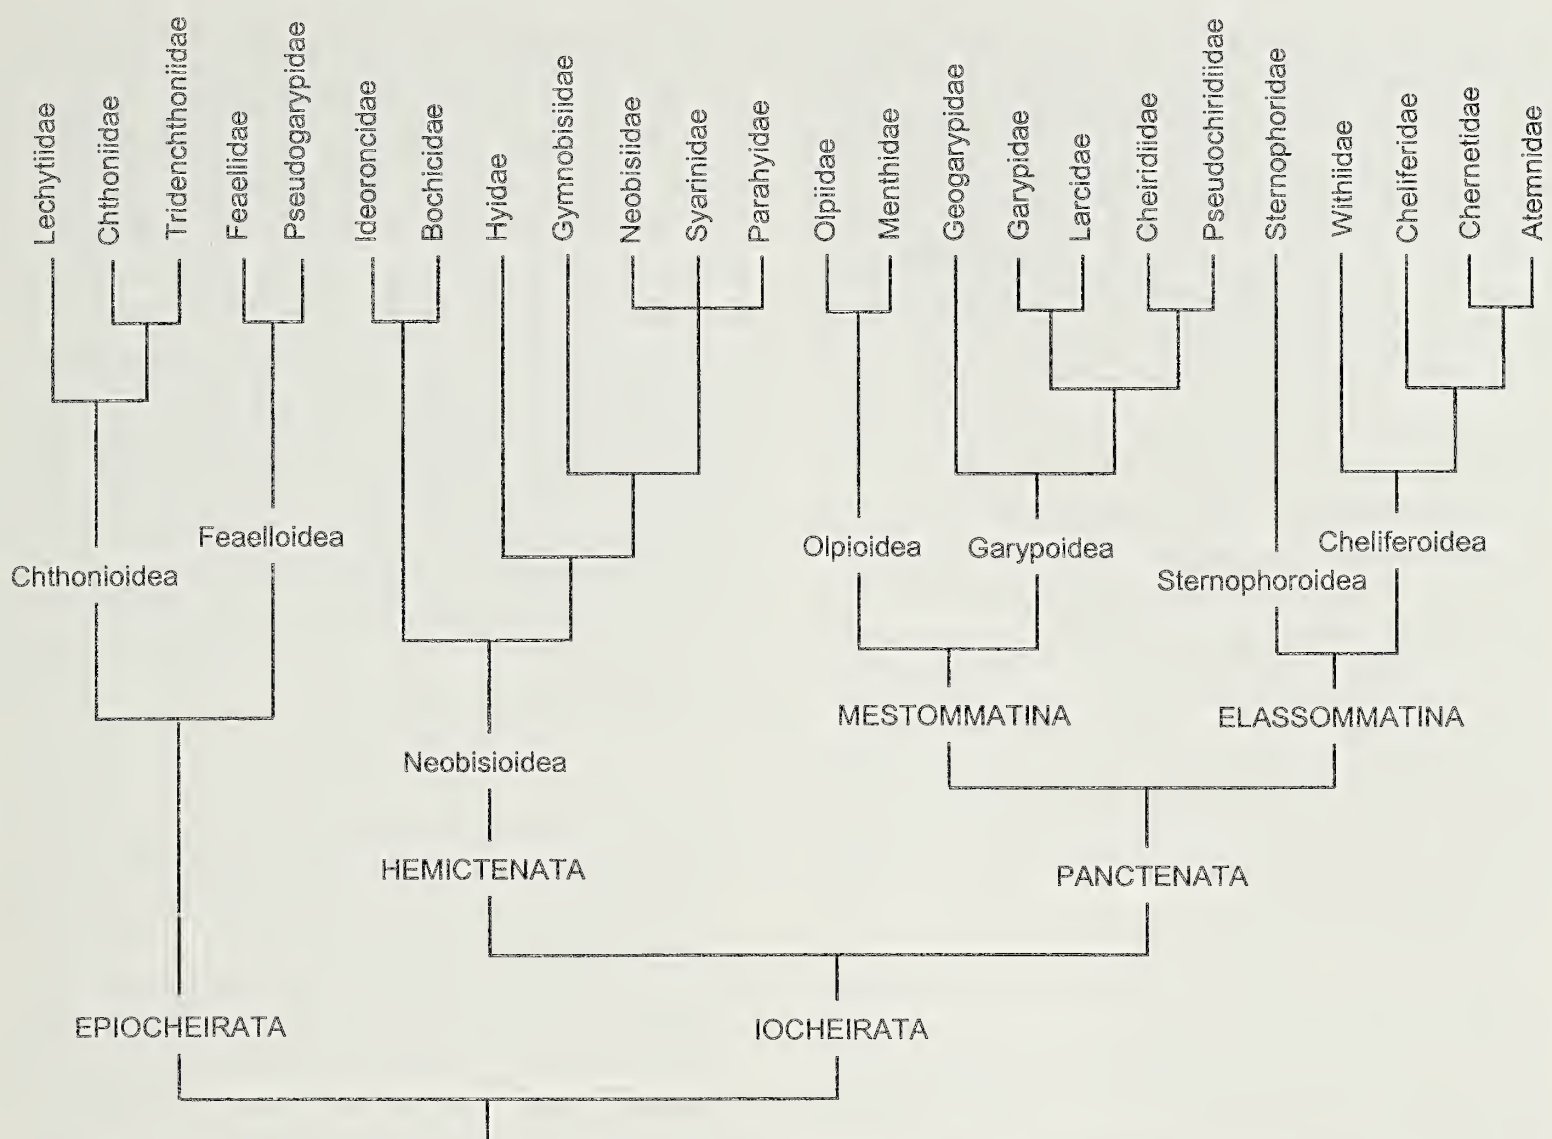 Lechytiidae
Chthoniidae
Tridenchthoniidae
Feaellidae
Pseudogarypidae
Ideoroncidae
Bochicidae
Hyidae
Gymnobisiidae
Neobisiidae
Syarinidae
Parahyidae
Olpiidae
Menthidae
Geogarypidae
Garypidae
Larcidae
Cheiridiidae
Pseudochiridiidae
Sternophoridae
Withiidae
Cheliferidae
Chernetidae
Atemnidae
Chthonioidea
Feaelloidea
Olpioidea
Garypoidea
Sternophoroidea
Cheliferoidea
MESTOMMATINA
ELASSOMMATINA
Neobisioidea
HEMICTENATA
PANCTENATA
EPIOCHEIRATA
IOCHEIRATA